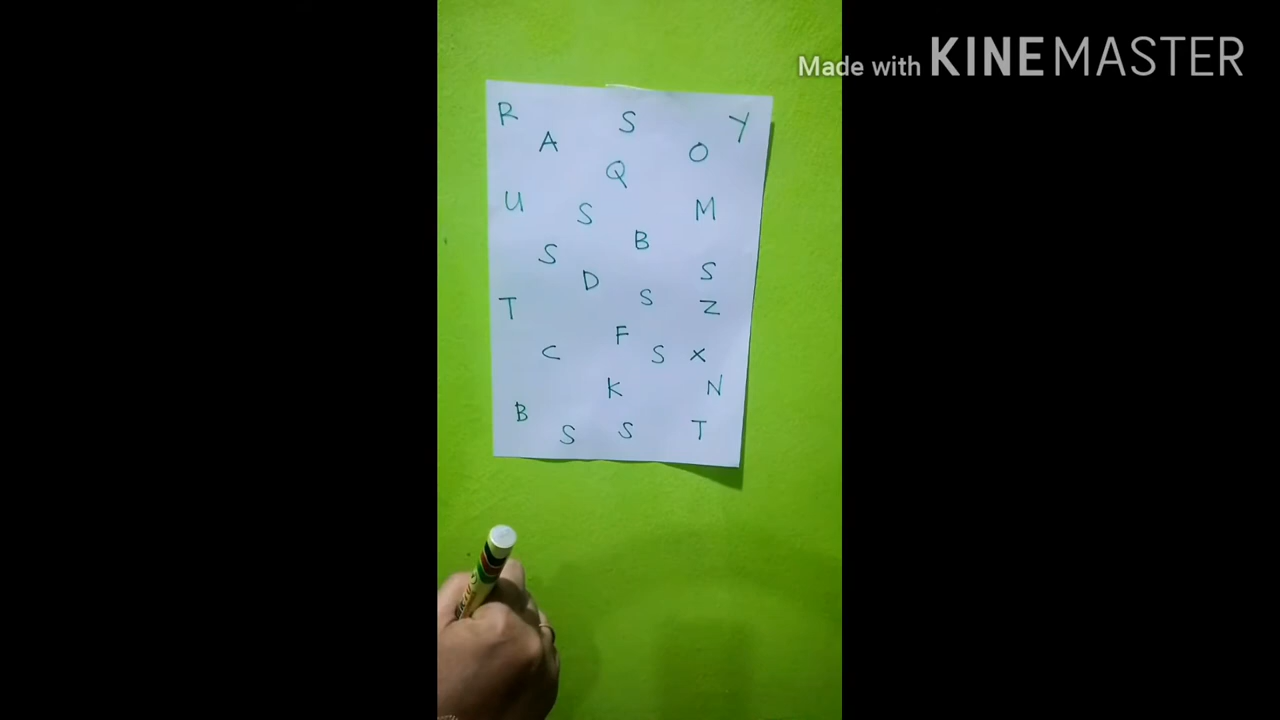 Made with KINEMASTER
R S Y
A O
Q
U S M
B
S S
D
T S Z
F
C S X
K N
B
S S T